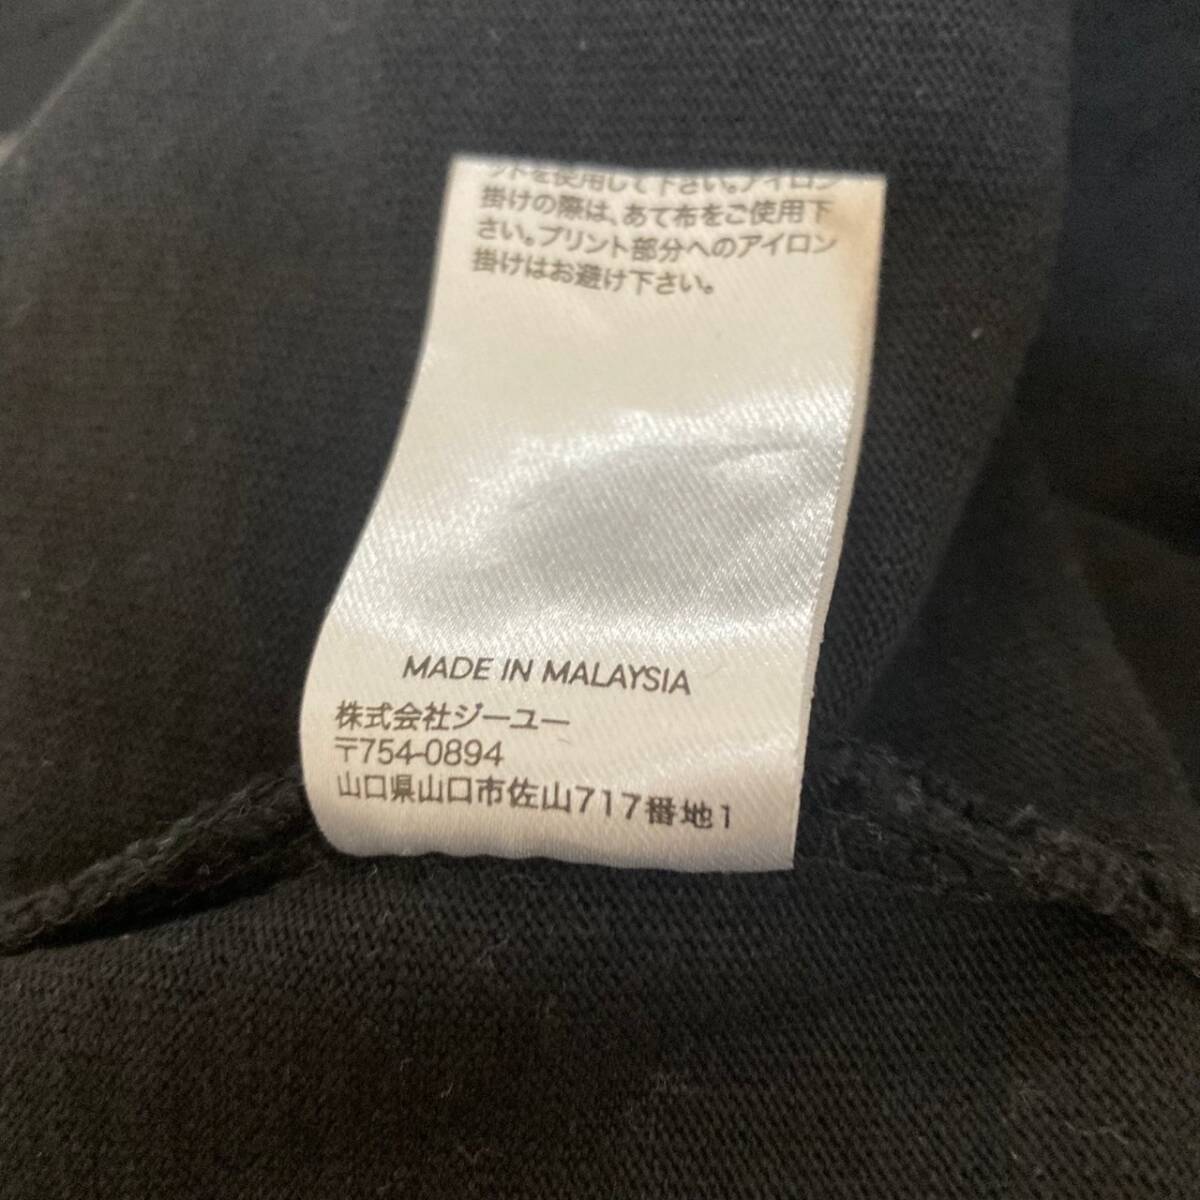 ットを使用して下さい。アイロン
掛けの際は、あて布をご使用下
さい。プリント部分へのアイロン
掛けはお避け下さい。
MADE IN MALAYSIA
株式会社ジーユー
〒754-0894
山口県山口市佐山717番地1